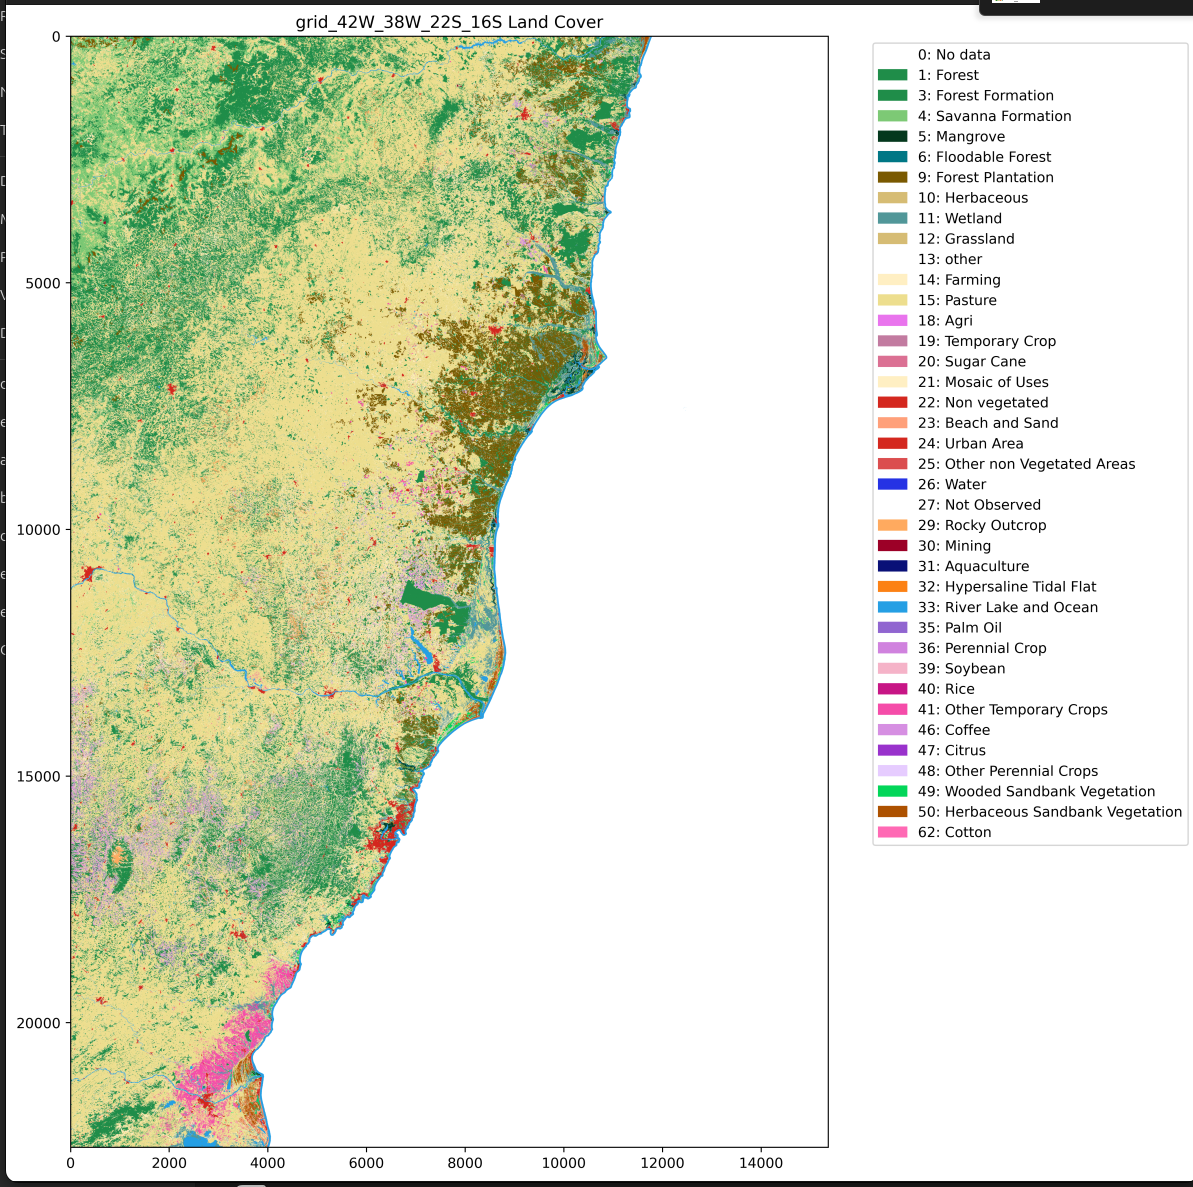 grid_42W_38W_22S_16S Land Cover
0
5000
10000
15000
20000
0 2000 4000 6000 8000 10000 12000 14000
0: No data
1: Forest
3: Forest Formation
4: Savanna Formation
5: Mangrove
6: Floodable Forest
9: Forest Plantation
10: Herbaceous
11: Wetland
12: Grassland
13: other
14: Farming
15: Pasture
18: Agri
19: Temporary Crop
20: Sugar Cane
21: Mosaic of Uses
22: Non vegetated
23: Beach and Sand
24: Urban Area
25: Other non Vegetated Areas
26: Water
27: Not Observed
29: Rocky Outcrop
30: Mining
31: Aquaculture
32: Hypersaline Tidal Flat
33: River Lake and Ocean
35: Palm Oil
36: Perennial Crop
39: Soybean
40: Rice
41: Other Temporary Crops
46: Coffee
47: Citrus
48: Other Perennial Crops
49: Wooded Sandbank Vegetation
50: Herbaceous Sandbank Vegetation
62: Cotton